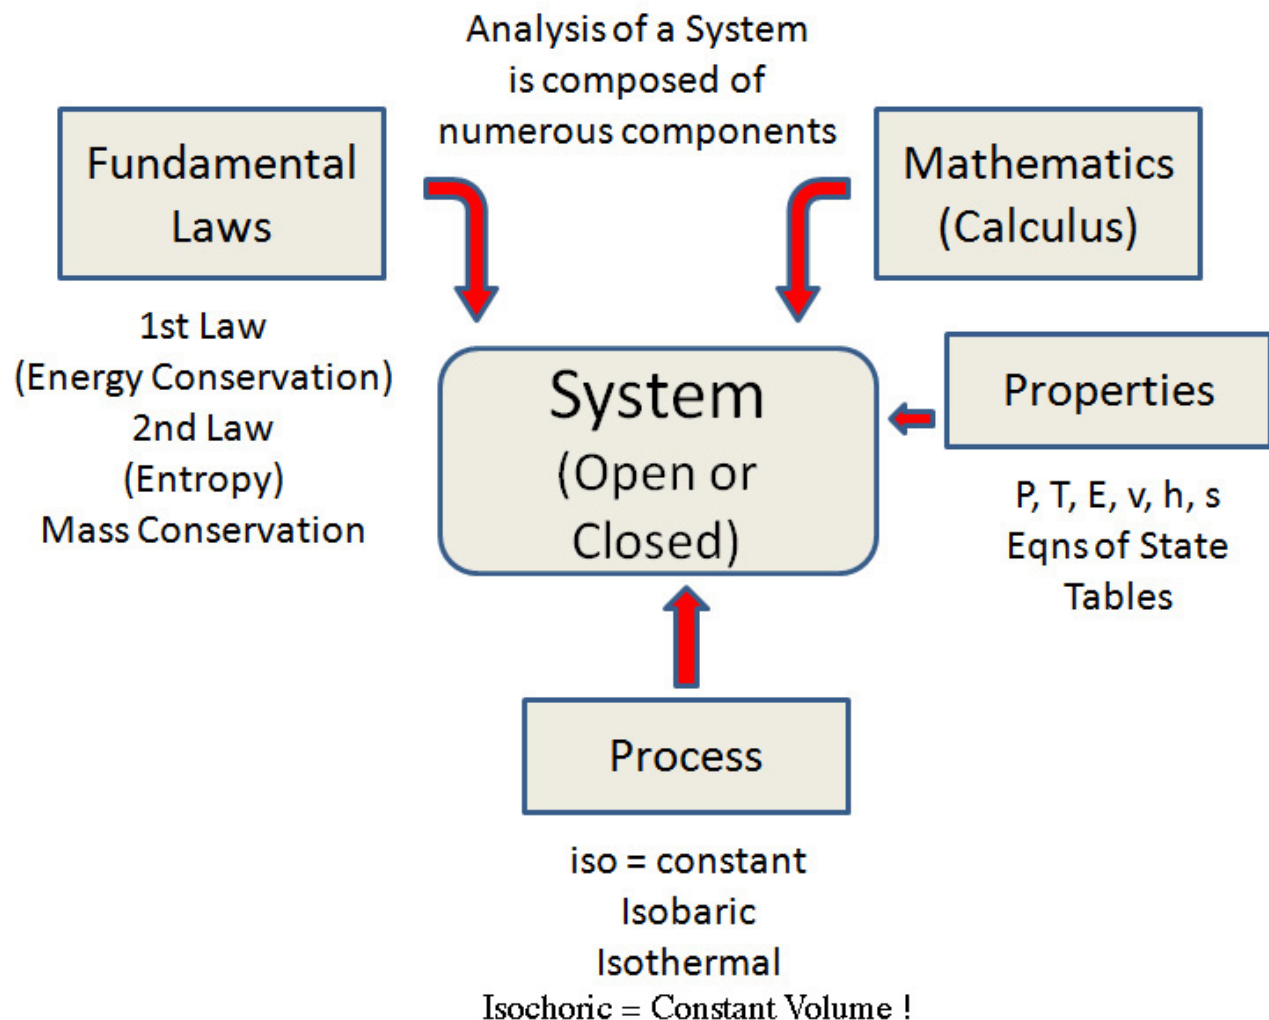 Analysis of a System
is composed of
numerous components
Fundamental
Laws
1st Law
(Energy Conservation)
2nd Law
(Entropy)
Mass Conservation
Mathematics
(Calculus)
System
(Open or
Closed)
Properties
P, T, E, v, h, s
Eqns of State
Tables
Process
iso = constant
Isobaric
Isothermal
Isochoric = Constant Volume !